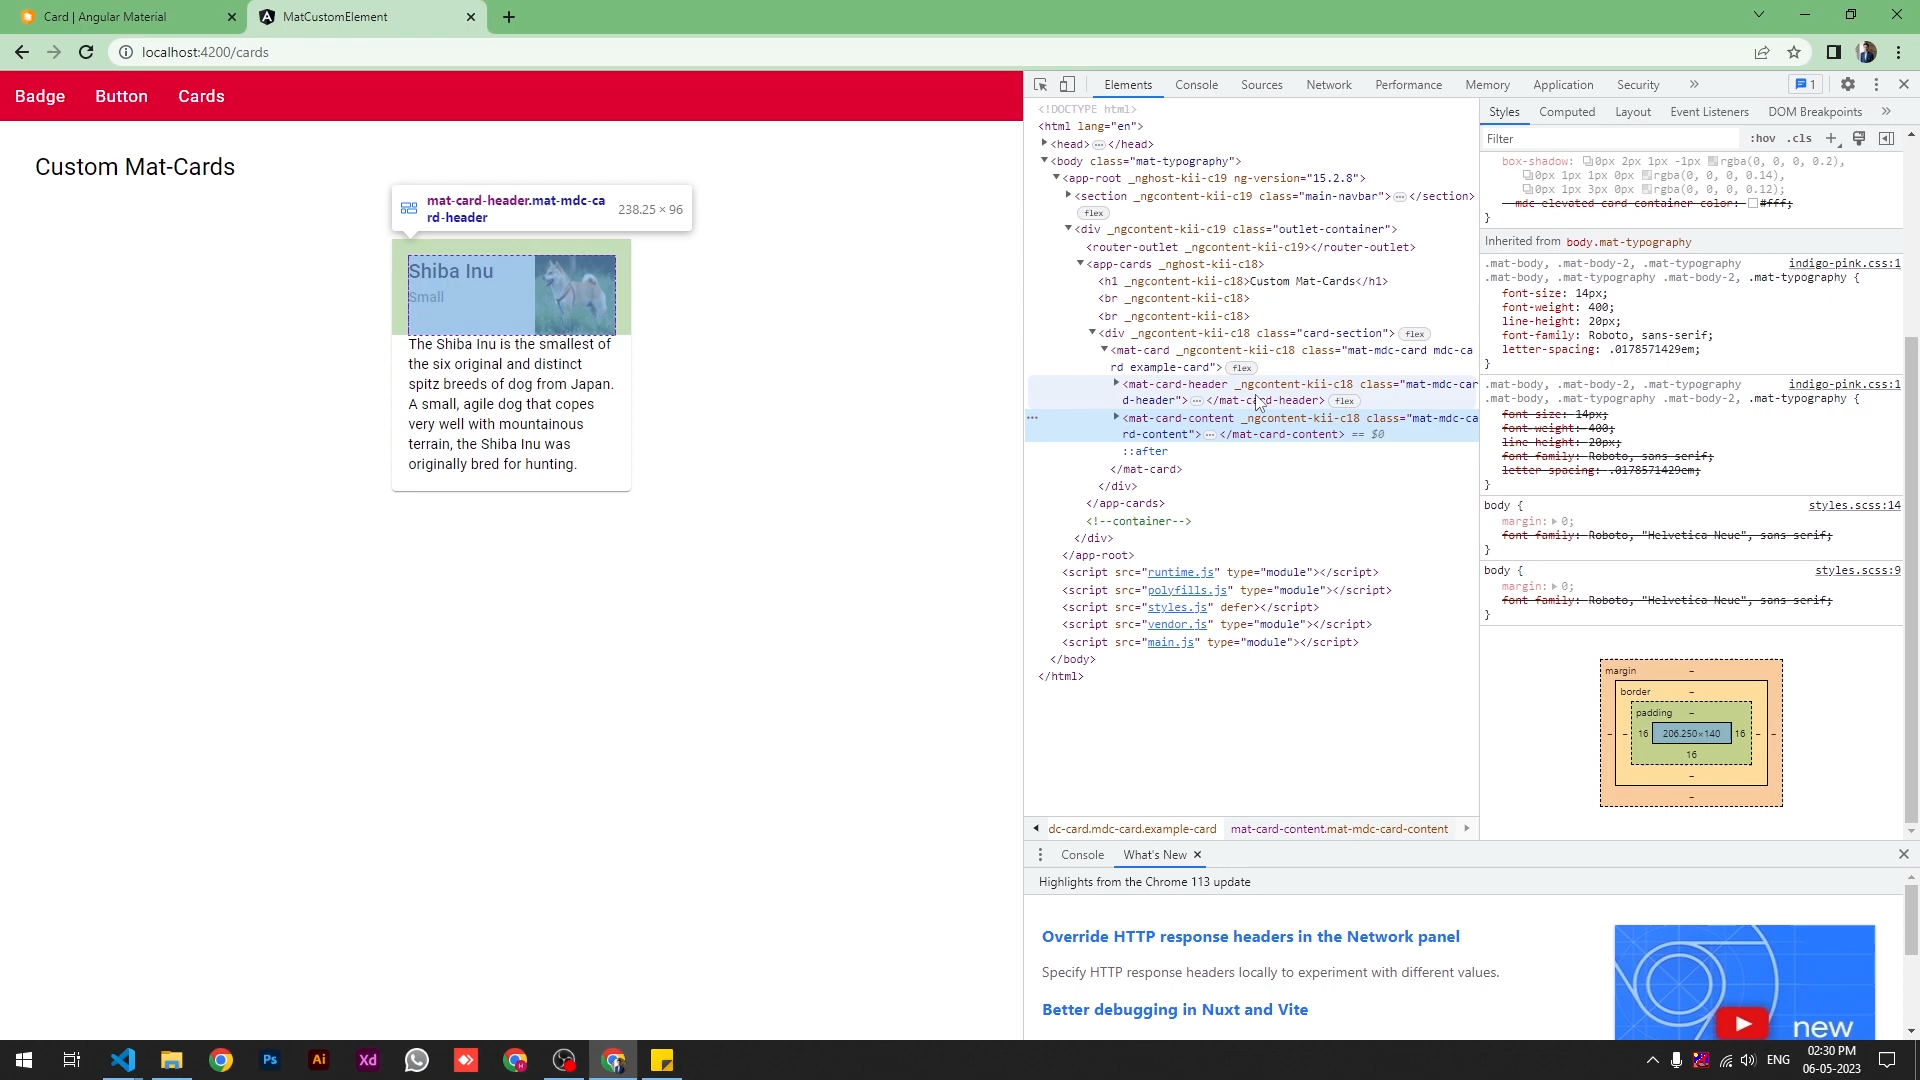 Card | Angular Material
MatCustomElement
localhost:4200/cards
Badge
Button
Cards
Custom Mat-Cards
mat-card-header.mat-mdc-ca
rd-header
238.25 × 96
Shiba Inu
Small
The Shiba Inu is the smallest of
the six original and distinct
spitz breeds of dog from Japan.
A small, agile dog that copes
very well with mountainous
terrain, the Shiba Inu was
originally bred for hunting.
Elements
Console
Sources
Network
Performance
Memory
Application
Security
1
<!DOCTYPE html>
<html lang="en">
<head>…</head>
<body class="mat-typography">
<app-root _nghost-kii-c19 ng-version="15.2.8">
<section _ngcontent-kii-c19 class="main-navbar">…</section>
flex
<div _ngcontent-kii-c19 class="outlet-container">
<router-outlet _ngcontent-kii-c19></router-outlet>
<app-cards _nghost-kii-c18>
<h1 _ngcontent-kii-c18>Custom Mat-Cards</h1>
<br _ngcontent-kii-c18>
<br _ngcontent-kii-c18>
<div _ngcontent-kii-c18 class="card-section"> flex
<mat-card _ngcontent-kii-c18 class="mat-mdc-card mdc-ca
rd example-card"> flex
<mat-card-header _ngcontent-kii-c18 class="mat-mdc-car
d-header">…</mat-card-header> flex
<mat-card-content _ngcontent-kii-c18 class="mat-mdc-ca
rd-content">…</mat-card-content> == $0
::after
</mat-card>
</div>
</app-cards>
<!--container-->
</div>
</app-root>
<script src="runtime.js" type="module"></script>
<script src="polyfills.js" type="module"></script>
<script src="styles.js" defer></script>
<script src="vendor.js" type="module"></script>
<script src="main.js" type="module"></script>
</body>
</html>
dc-card.mdc-card.example-card
mat-card-content.mat-mdc-card-content
Styles
Computed
Layout
Event Listeners
DOM Breakpoints
Filter
:hov
.cls
box-shadow: 0px 2px 1px -1px rgba(0, 0, 0, 0.2),
0px 1px 1px 0px rgba(0, 0, 0, 0.14),
0px 1px 3px 0px rgba(0, 0, 0, 0.12);
--mdc-elevated-card-container-color: #fff;
}
Inherited from body.mat-typography
.mat-body, .mat-body-2, .mat-typography indigo-pink.css:1
.mat-body, .mat-typography .mat-body-2, .mat-typography {
font-size: 14px;
font-weight: 400;
line-height: 20px;
font-family: Roboto, sans-serif;
letter-spacing: .0178571429em;
}
.mat-body, .mat-body-2, .mat-typography indigo-pink.css:1
.mat-body, .mat-typography .mat-body-2, .mat-typography {
font-size: 14px;
font-weight: 400;
line-height: 20px;
font-family: Roboto, sans-serif;
letter-spacing: .0178571429em;
}
body { styles.scss:14
margin: 0;
font-family: Roboto, "Helvetica Neue", sans-serif;
}
body { styles.scss:9
margin: 0;
font-family: Roboto, "Helvetica Neue", sans-serif;
}
margin –
border –
padding –
– – 16 206.250×140 16 – –
16
–
–
Console
What's New
Highlights from the Chrome 113 update
Override HTTP response headers in the Network panel
Specify HTTP response headers locally to experiment with different values.
Better debugging in Nuxt and Vite
new
Ps
Ai
Xd
ENG
02:30 PM
06-05-2023